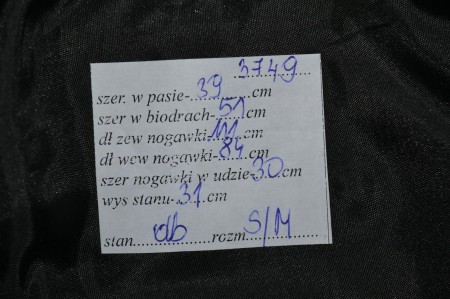 3749
szer. w pasie-39cm
szer w biodrach-51cm
dł zew nogawki-111cm
dł wew nogawki-84cm
szer nogawki w udzie-30cm
wys stanu-31cm
stan db rozm S/M